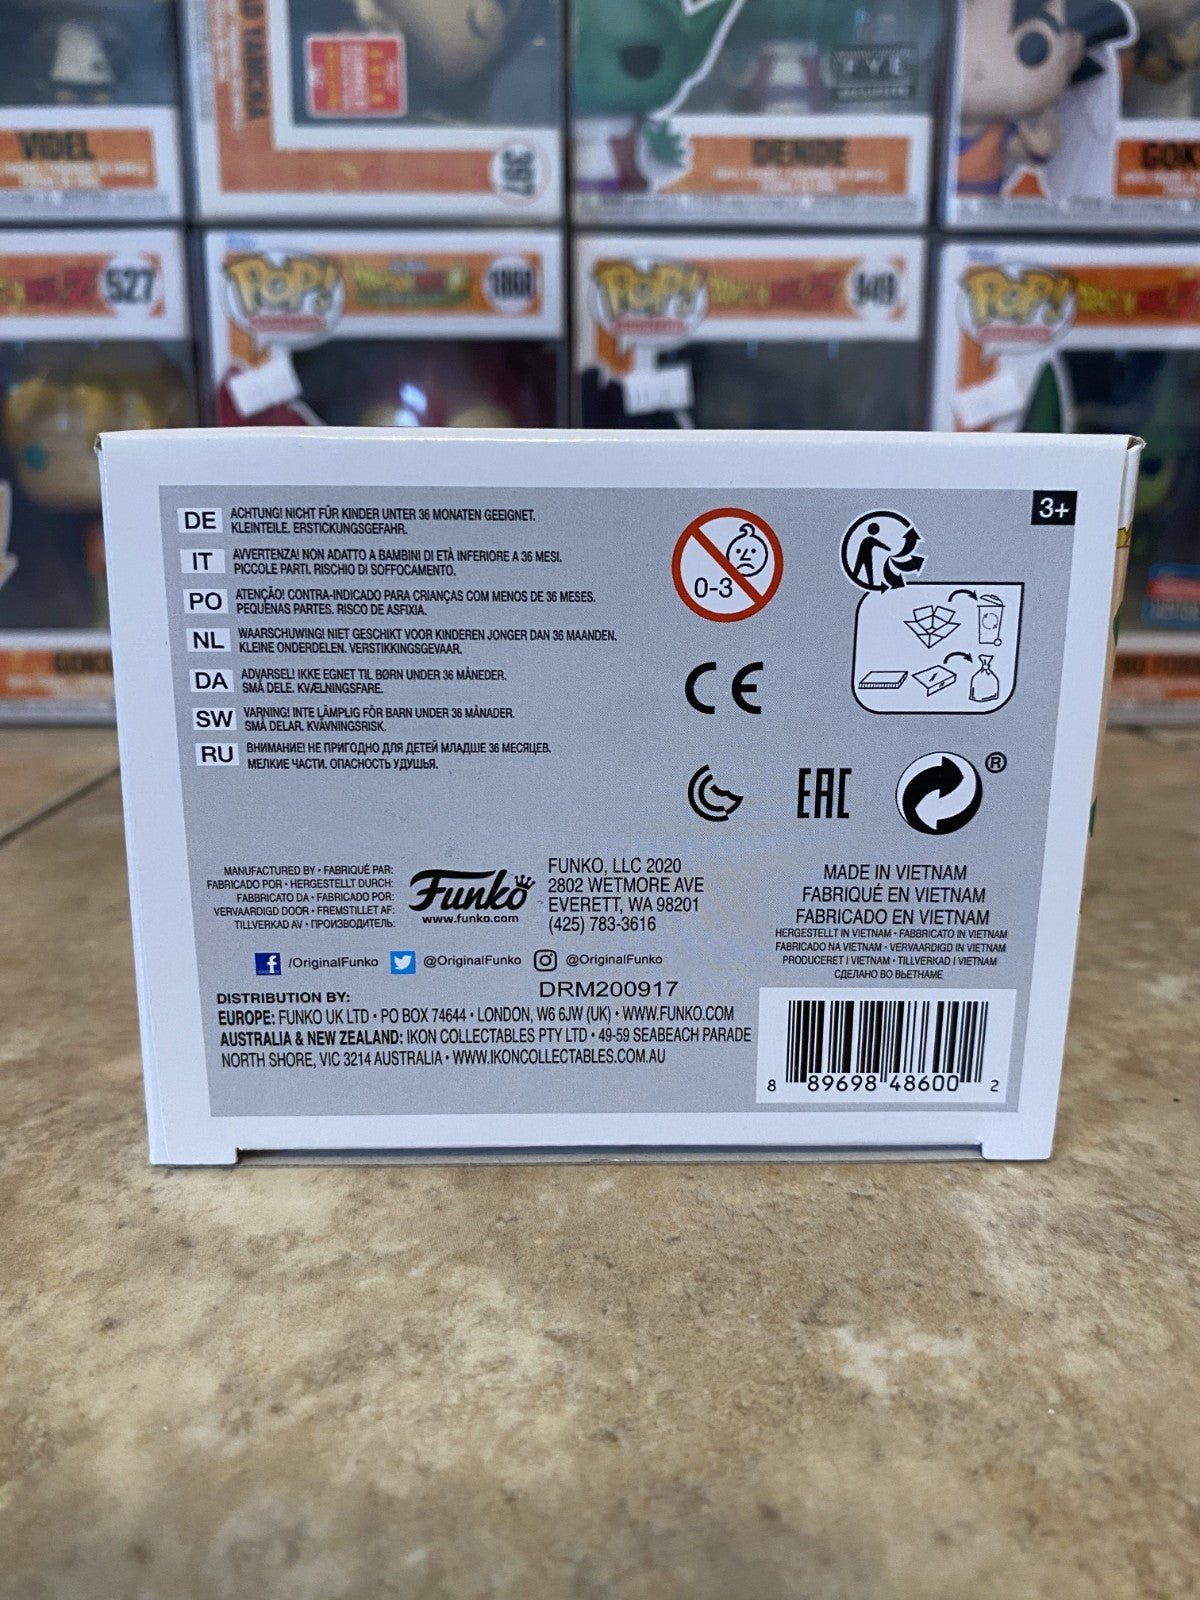 VIDEL
397
FYE
DENDE
GOK
527
POP!
1868
POP!
949
POP!
3+
DE ACHTUNG! NICHT FÜR KINDER UNTER 36 MONATEN GEEIGNET.
KLEINTEILE. ERSTICKUNGSGEFAHR.
IT AVVERTENZA! NON ADATTO A BAMBINI DI ETÀ INFERIORE A 36 MESI.
PICCOLE PARTI. RISCHIO DI SOFFOCAMENTO.
PO ATENÇÃO! CONTRA-INDICADO PARA CRIANÇAS COM MENOS DE 36 MESES.
PEQUENAS PARTES. RISCO DE ASFIXIA.
NL WAARSCHUWING! NIET GESCHIKT VOOR KINDEREN JONGER DAN 36 MAANDEN.
KLEINE ONDERDELEN. VERSTIKKINGSGEVAAR.
DA ADVARSEL! IKKE EGNET TIL BØRN UNDER 36 MÅNEDER.
SMÅ DELE. KVÆLNINGSFARE.
SW VARNING! INTE LÄMPLIG FÖR BARN UNDER 36 MÅNADER.
SMÅ DELAR. KVÄVNINGSRISK.
RU ВНИМАНИЕ! НЕ ПРИГОДНО ДЛЯ ДЕТЕЙ МЛАДШЕ 36 МЕСЯЦЕВ.
МЕЛКИЕ ЧАСТИ. ОПАСНОСТЬ УДУШЬЯ.
0-3
CE
EAC
®
MANUFACTURED BY • FABRIQUÉ PAR:
FABRICADO POR • HERGESTELLT DURCH:
FABBRICATO DA • FABRICADO POR:
VERVAARDIGD DOOR • FREMSTILLET AF:
TILLVERKAD AV • ПРОИЗВОДИТЕЛЬ:
Funko
www.funko.com
FUNKO, LLC 2020
2802 WETMORE AVE
EVERETT, WA 98201
(425) 783-3616
MADE IN VIETNAM
FABRIQUÉ EN VIETNAM
FABRICADO EN VIETNAM
HERGESTELLT IN VIETNAM • FABBRICATO IN VIETNAM
FABRICADO NA VIETNAM • VERVAARDIGD IN VIETNAM
PRODUCERET I VIETNAM • TILLVERKAD I VIETNAM
СДЕЛАНО ВО ВЬЕТНАМЕ
/OriginalFunko @OriginalFunko @OriginalFunko
DRM200917
DISTRIBUTION BY:
EUROPE: FUNKO UK LTD • PO BOX 74644 • LONDON, W6 6JW (UK) • WWW.FUNKO.COM
AUSTRALIA & NEW ZEALAND: IKON COLLECTABLES PTY LTD • 49-59 SEABEACH PARADE
NORTH SHORE, VIC 3214 AUSTRALIA • WWW.IKONCOLLECTABLES.COM.AU
8 89698 48600 2